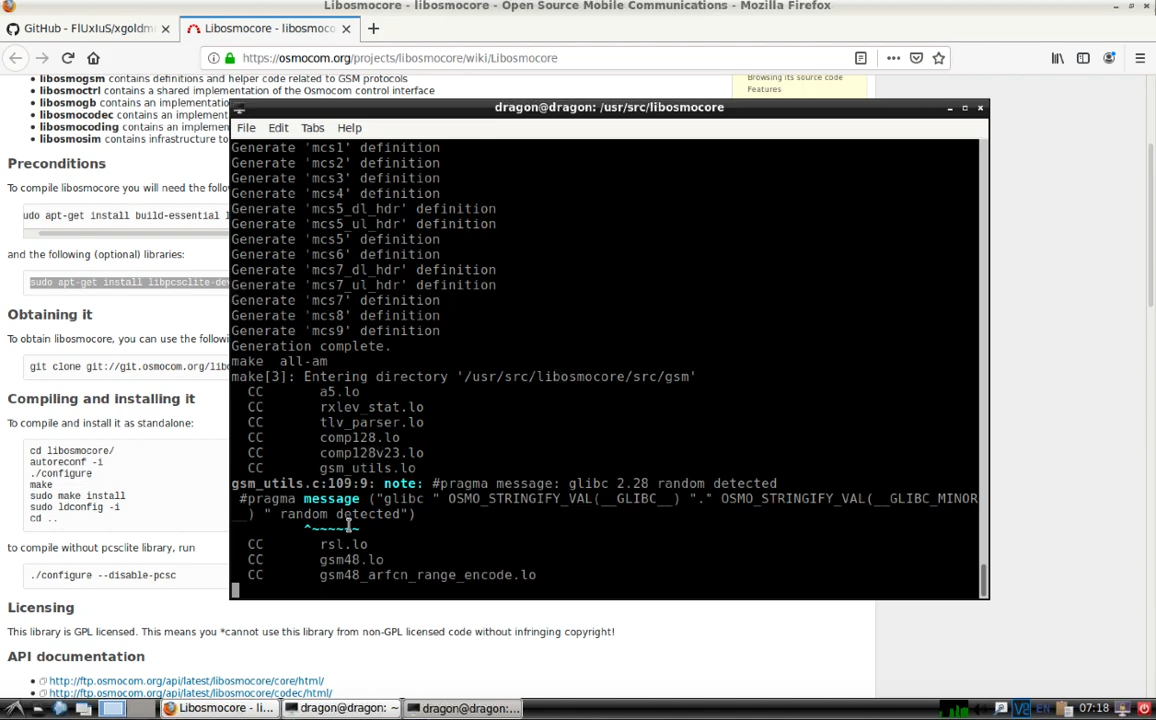 Libosmocore - libosmocore - Open Source Mobile Communications - Mozilla Firefox
GitHub - FlUxIuS/xgoldm
Libosmocore - libosmoco
https://osmocom.org/projects/libosmocore/wiki/Libosmocore
libosmogsm contains definitions and helper code related to GSM protocols
libosmoctrl contains a shared implementation of the Osmocom control interface
libosmogb contains an implementatio
libosmocodec contains an implement
libosmocoding contains an implemen
libosmosim contains infrastructure to
Browsing its source code
Features
Preconditions
To compile libosmocore you will need the follo
udo apt-get install build-essential l
and the following (optional) libraries:
sudo apt-get install libpcsclite-dev
Obtaining it
To obtain libosmocore, you can use the followi
git clone git://git.osmocom.org/libo
Compiling and installing it
To compile and install it as standalone:
cd libosmocore/
autoreconf -i
./configure
make
sudo make install
sudo ldconfig -i
cd ..
to compile without pcsclite library, run
./configure --disable-pcsc
Licensing
This library is GPL licensed. This means you *cannot use this library from non-GPL licensed code without infringing copyright!
API documentation
http://ftp.osmocom.org/api/latest/libosmocore/core/html/
http://ftp.osmocom.org/api/latest/libosmocore/codec/html/
dragon@dragon: /usr/src/libosmocore
File Edit Tabs Help
Generate 'mcs1' definition
Generate 'mcs2' definition
Generate 'mcs3' definition
Generate 'mcs4' definition
Generate 'mcs5_dl_hdr' definition
Generate 'mcs5_ul_hdr' definition
Generate 'mcs5' definition
Generate 'mcs6' definition
Generate 'mcs7_dl_hdr' definition
Generate 'mcs7_ul_hdr' definition
Generate 'mcs7' definition
Generate 'mcs8' definition
Generate 'mcs9' definition
Generation complete.
make  all-am
make[3]: Entering directory '/usr/src/libosmocore/src/gsm'
CC a5.lo
CC rxlev_stat.lo
CC tlv_parser.lo
CC comp128.lo
CC comp128v23.lo
CC gsm_utils.lo
gsm_utils.c:109:9: note: #pragma message: glibc 2.28 random detected
#pragma message ("glibc " OSMO_STRINGIFY_VAL(__GLIBC__) "." OSMO_STRINGIFY_VAL(__GLIBC_MINOR
__) " random detected")
^~~~~~~
CC rsl.lo
CC gsm48.lo
CC gsm48_arfcn_range_encode.lo
Libosmocore - li...
dragon@dragon: ~
dragon@dragon:...
EN
07:18